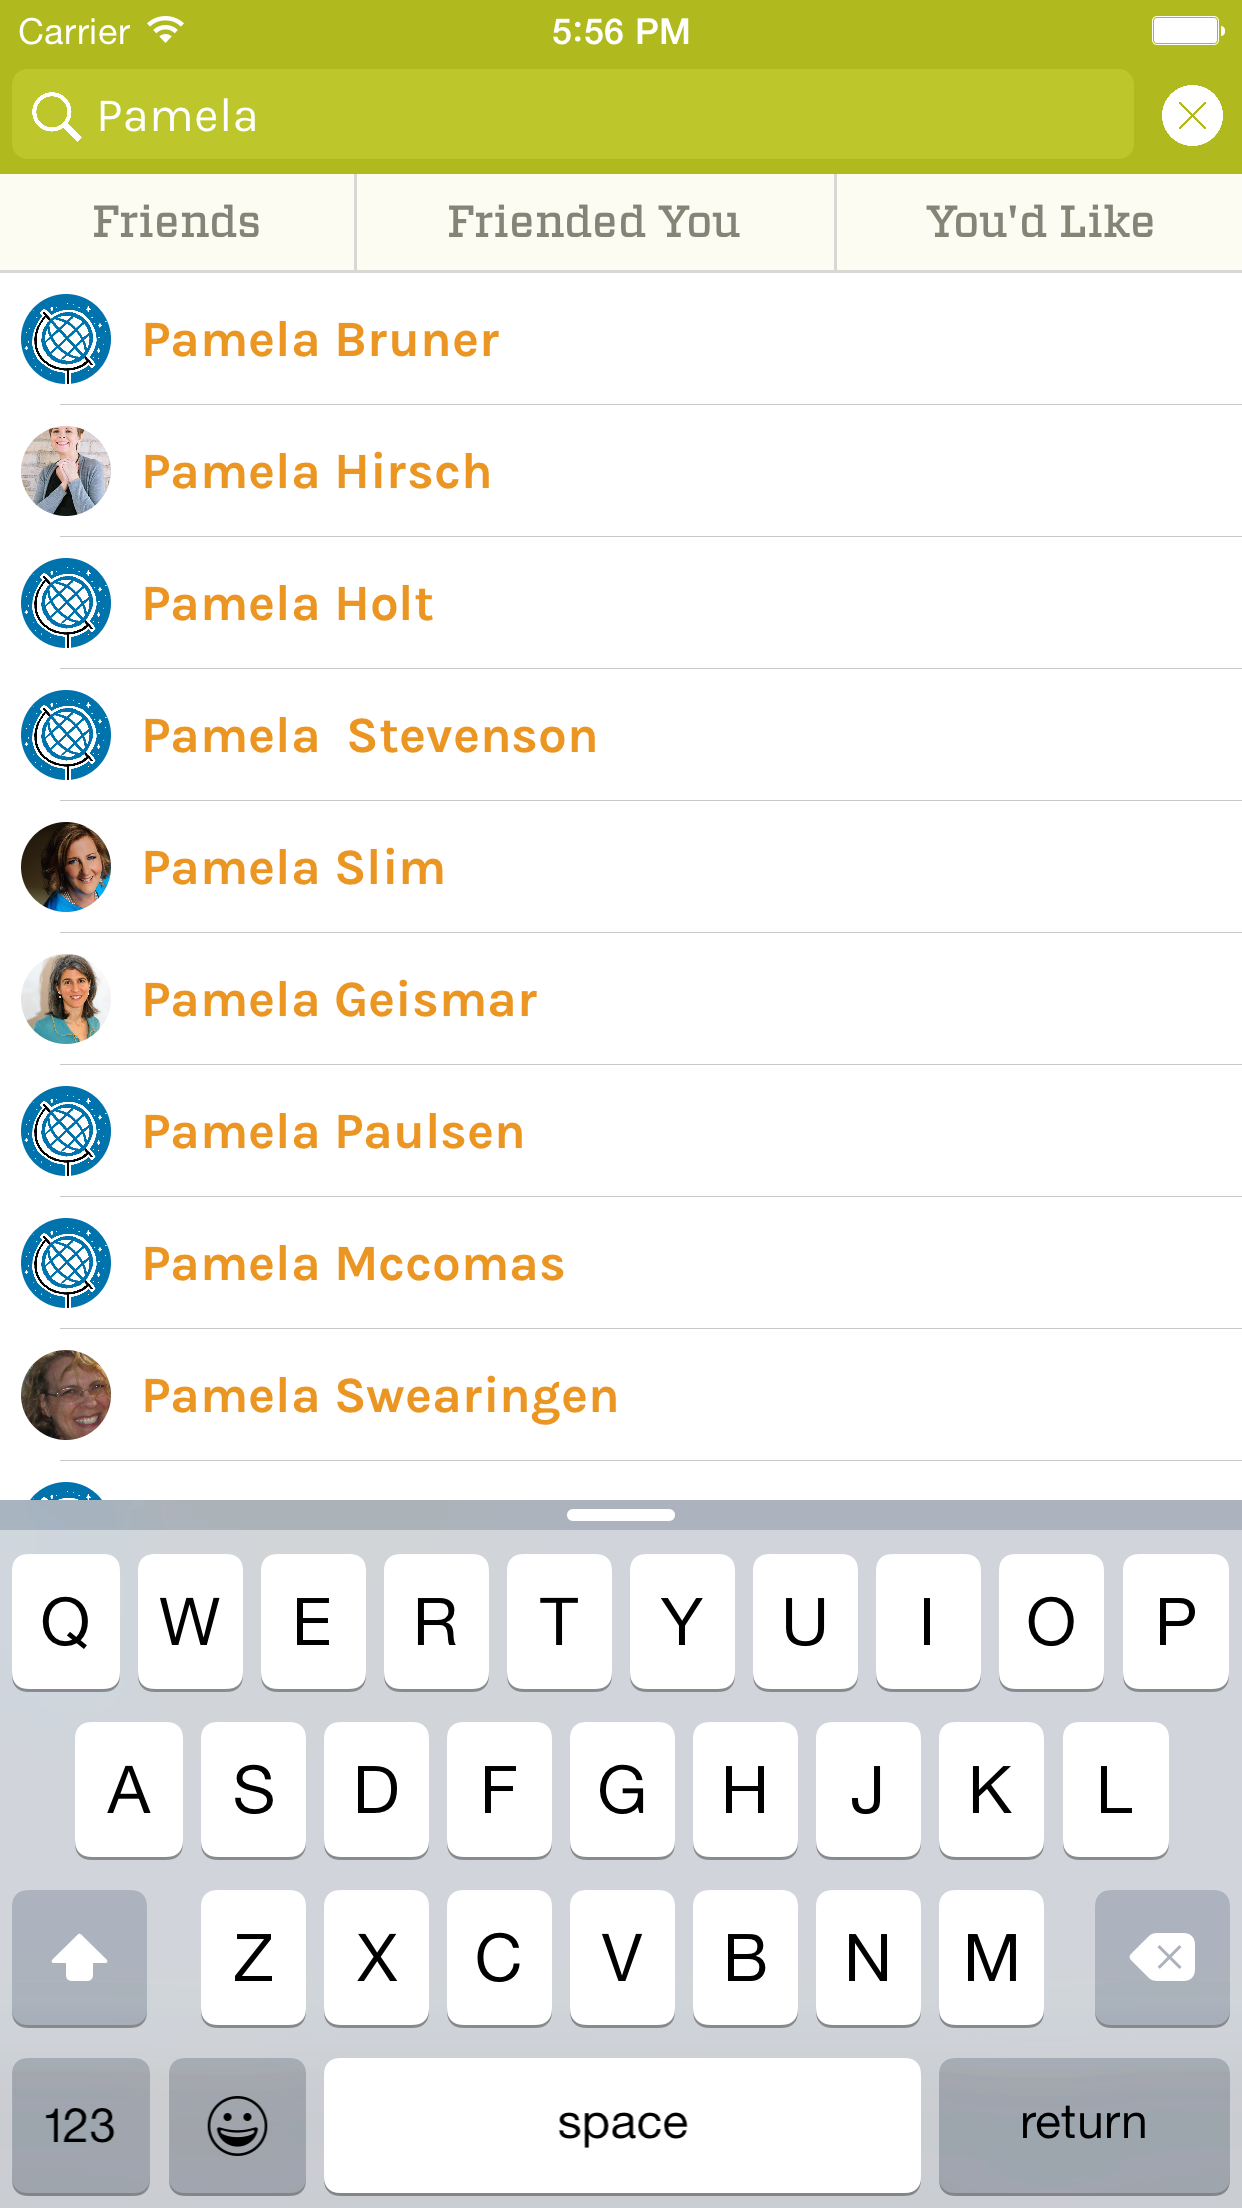 Carrier 5:56 PM
Pamela
Friends Friended You You'd Like
Pamela Bruner
Pamela Hirsch
Pamela Holt
Pamela  Stevenson
Pamela Slim
Pamela Geismar
Pamela Paulsen
Pamela Mccomas
Pamela Swearingen
Q W E R T Y U I O P
A S D F G H J K L
Z X C V B N M
123 space return